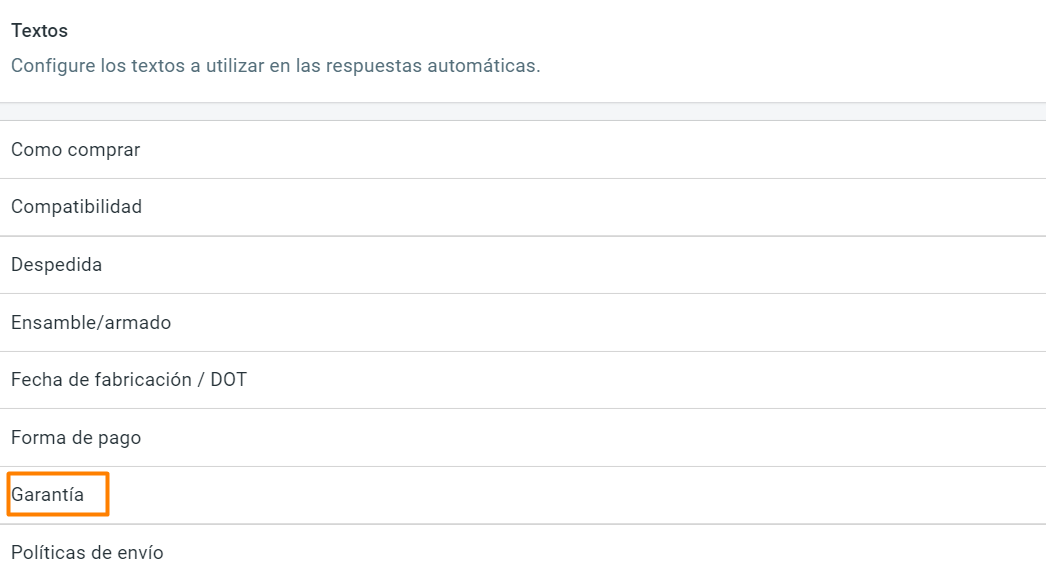 Textos
Configure los textos a utilizar en las respuestas automáticas.
Como comprar
Compatibilidad
Despedida
Ensamble/armado
Fecha de fabricación / DOT
Forma de pago
Garantía
Políticas de envío